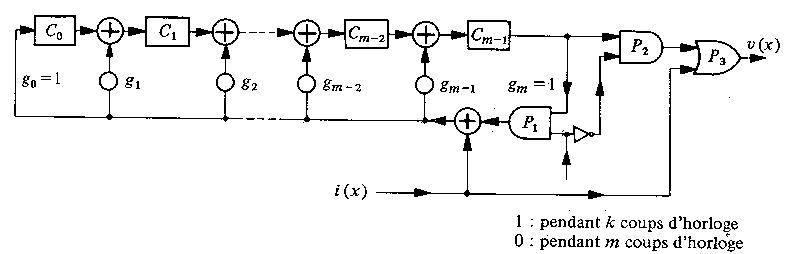 C₀ C₁ Cₘ₋₂ Cₘ₋₁ P₂ P₃ v(x)
g₀ = 1 g₁ g₂ gₘ₋₂ gₘ₋₁ gₘ = 1
P₁
i(x)
1 : pendant k coups d'horloge
0 : pendant m coups d'horloge